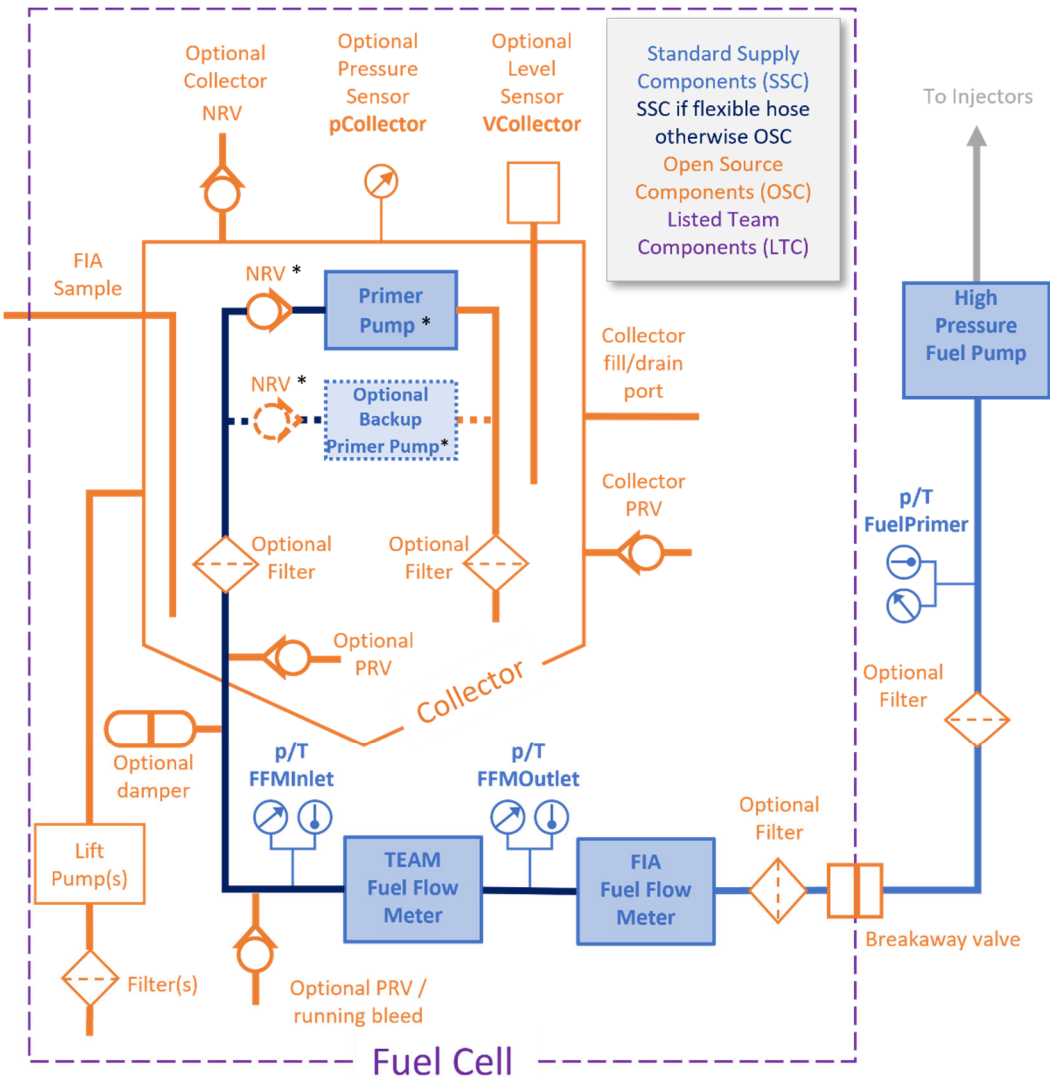 Optional
Collector
NRV
Optional
Pressure
Sensor
pCollector
Optional
Level
Sensor
VCollector
Standard Supply
Components (SSC)
SSC if flexible hose
otherwise OSC
Open Source
Components (OSC)
Listed Team
Components (LTC)
To Injectors
FIA
Sample
NRV *
Primer
Pump *
NRV *
Optional
Backup
Primer Pump*
Collector
fill/drain
port
High
Pressure
Fuel Pump
Collector
PRV
p/T
FuelPrimer
Optional
Filter
Optional
Filter
Optional
PRV
Collector
Optional
Filter
Optional
damper
p/T
FFMInlet
p/T
FFMOutlet
Optional
Filter
Lift
Pump(s)
TEAM
Fuel Flow
Meter
FIA
Fuel Flow
Meter
Breakaway valve
Filter(s)
Optional PRV /
running bleed
Fuel Cell